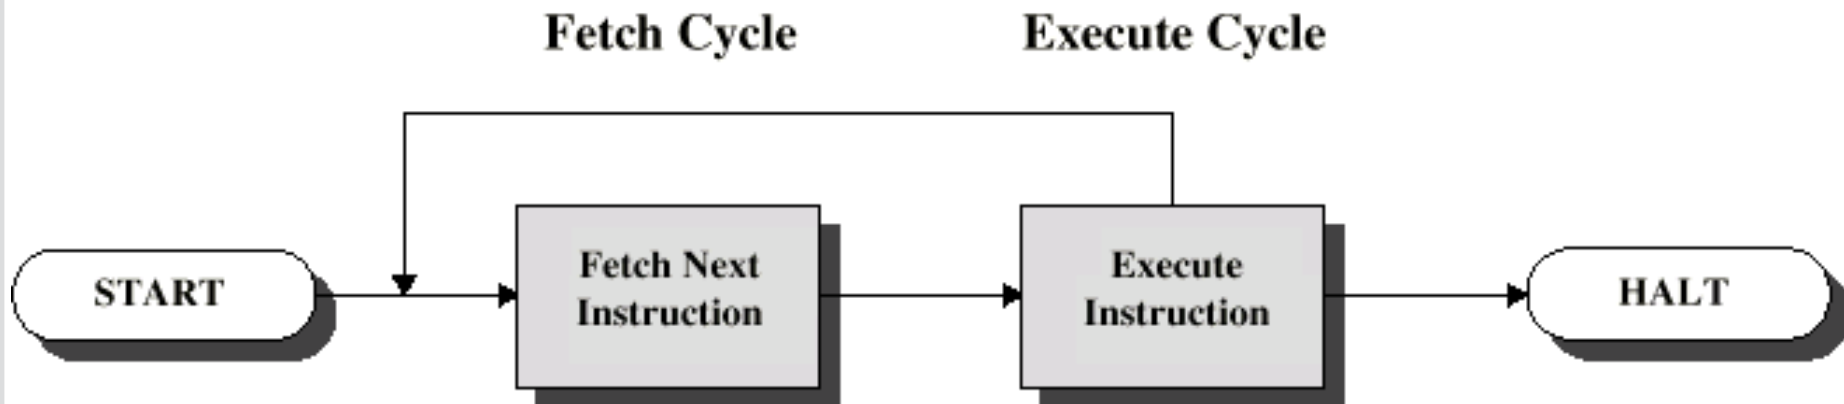 Fetch Cycle
Execute Cycle
START
Fetch Next
Instruction
Execute
Instruction
HALT